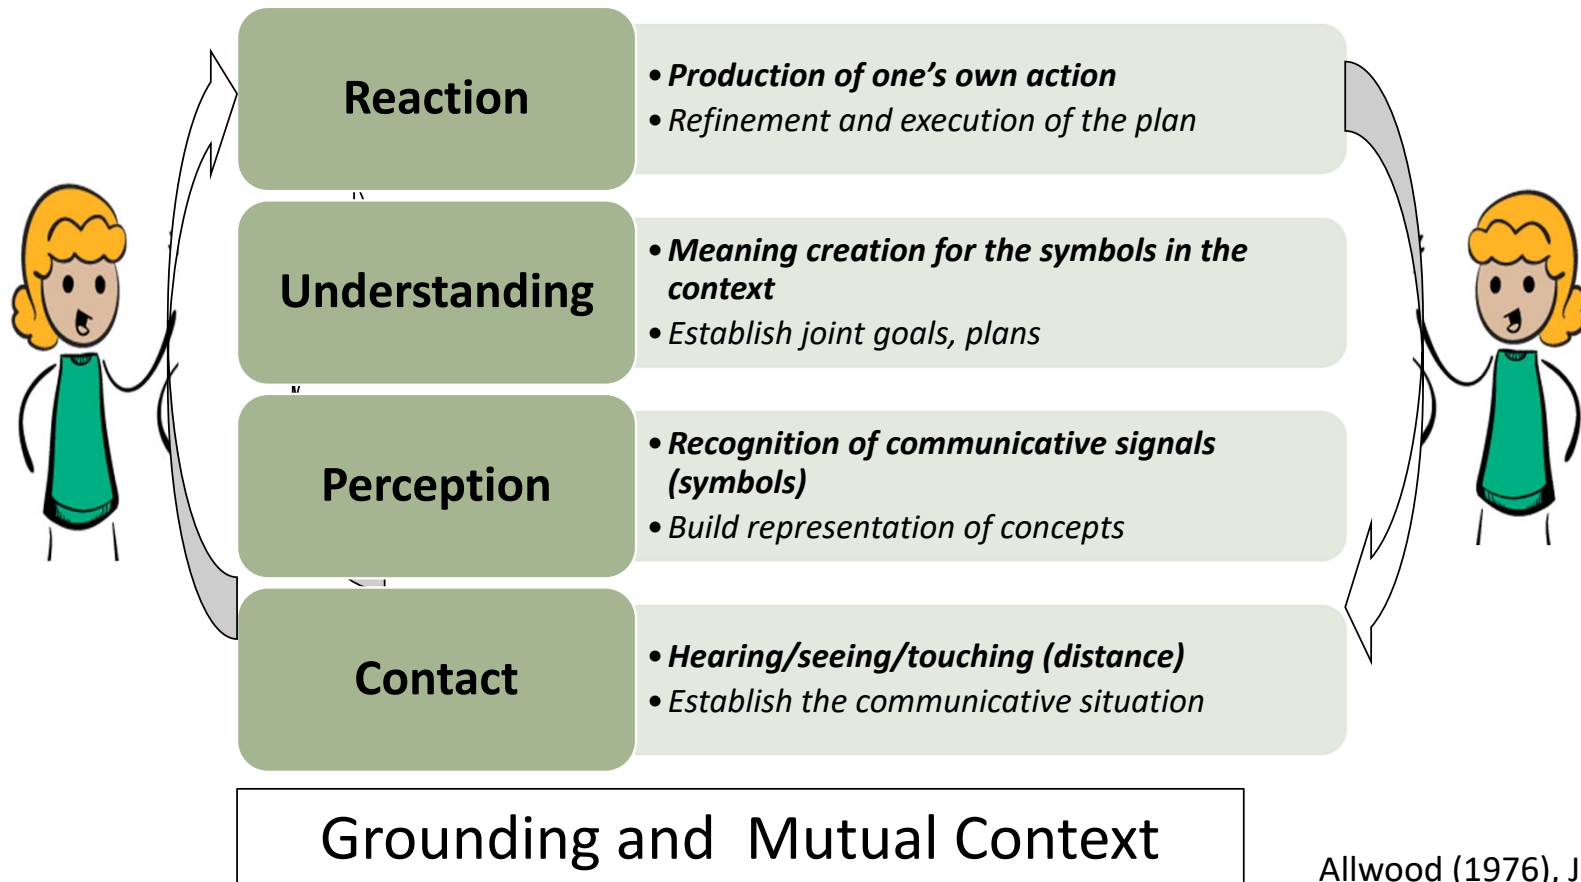 Reaction
• Production of one’s own action
• Refinement and execution of the plan
Understanding
• Meaning creation for the symbols in the
context
• Establish joint goals, plans
Perception
• Recognition of communicative signals
(symbols)
• Build representation of concepts
Contact
• Hearing/seeing/touching (distance)
• Establish the communicative situation
Grounding and Mutual Context
Allwood (1976), J